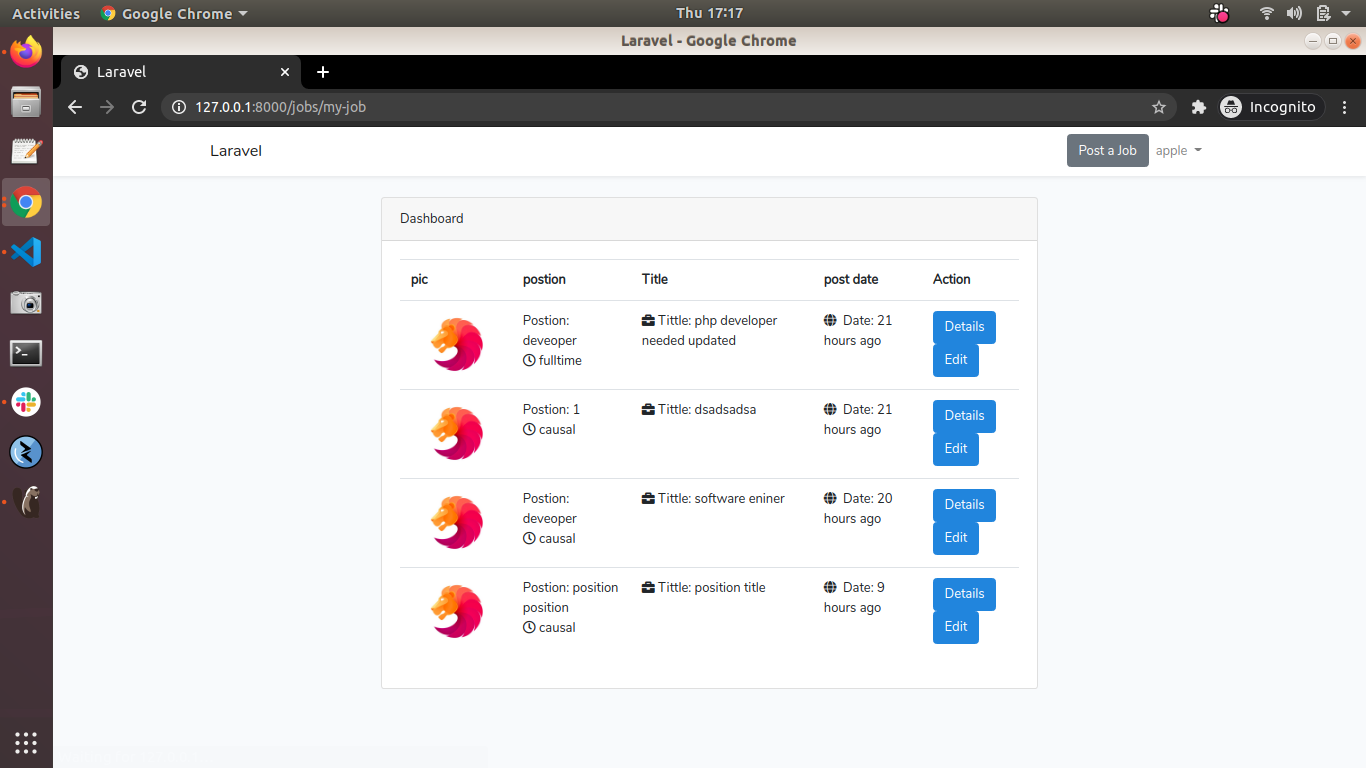 Activities Google Chrome Thu 17:17
Laravel - Google Chrome
Laravel
127.0.0.1:8000/jobs/my-job Incognito
Laravel Post a Job apple
Dashboard
pic postion Title post date Action
Postion: Tittle: php developer Date: 21 Details
deveoper needed updated hours ago
fulltime Edit
Postion: 1 Tittle: dsadsadsa Date: 21 Details
causal hours ago
Edit
Postion: Tittle: software eniner Date: 20 Details
deveoper hours ago
causal Edit
Postion: position Tittle: position title Date: 9 Details
position hours ago
causal Edit